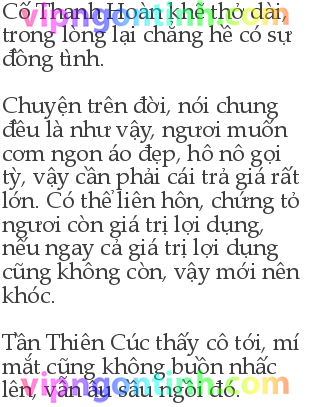 Cố Thanh Hoàn khẽ thở dài,
trong lòng lại chẳng hề có sự
đồng tình.
Chuyện trên đời, nói chung
đều là như vậy, ngươi muốn
cơm ngon áo đẹp, hô nô gọi
tỳ, vậy cần phải cái trả giá rất
lớn. Có thể liên hôn, chứng tỏ
ngươi còn giá trị lợi dụng,
nếu ngay cả giá trị lợi dụng
cũng không còn, vậy mới nên
khóc.
Tần Thiên Cúc thấy cô tới, mí
mắt cũng không buồn nhấc
lên, vẫn âu sầu ngồi đó.
vipngontinh.com
vipngontinh.com